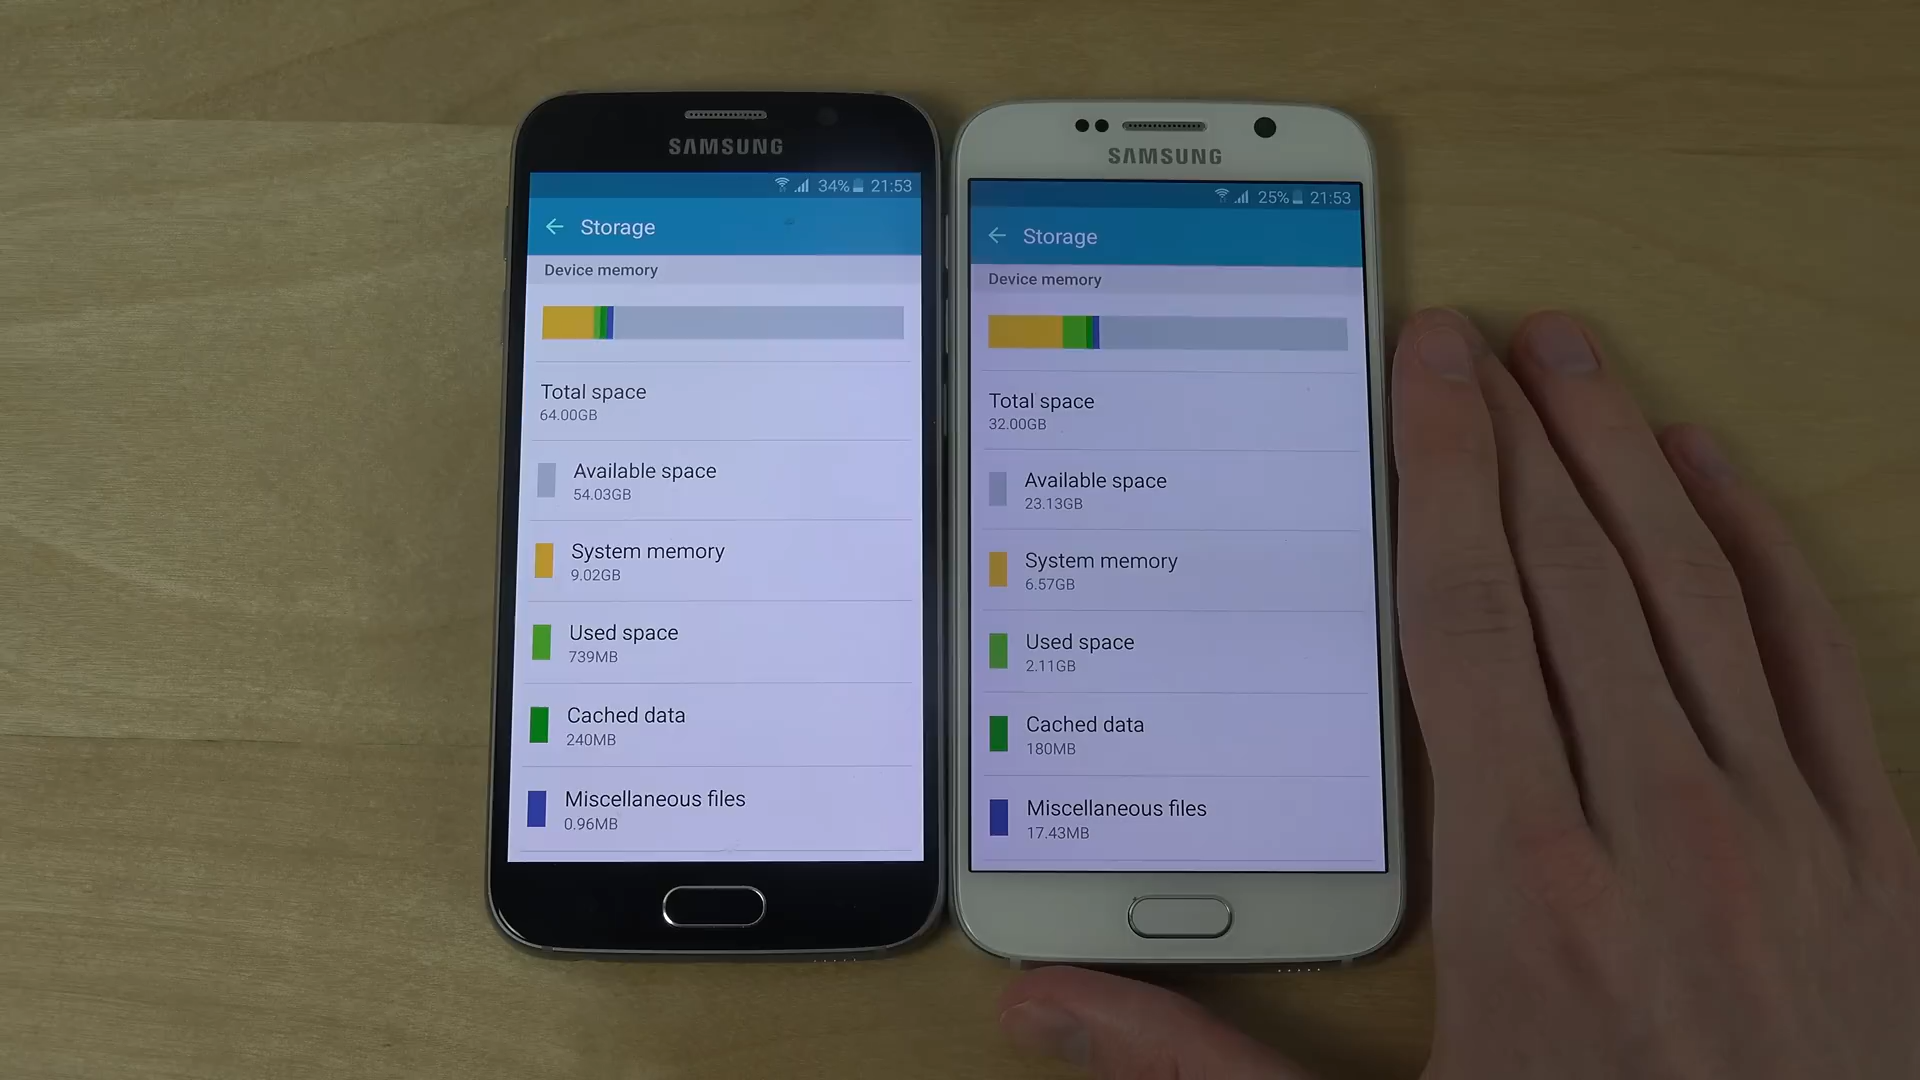 SAMSUNG
34% 21:53
Storage
Device memory
Total space
64.00GB
Available space
54.03GB
System memory
9.02GB
Used space
739MB
Cached data
240MB
Miscellaneous files
0.96MB
SAMSUNG
25% 21:53
Storage
Device memory
Total space
32.00GB
Available space
23.13GB
System memory
6.57GB
Used space
2.11GB
Cached data
180MB
Miscellaneous files
17.43MB